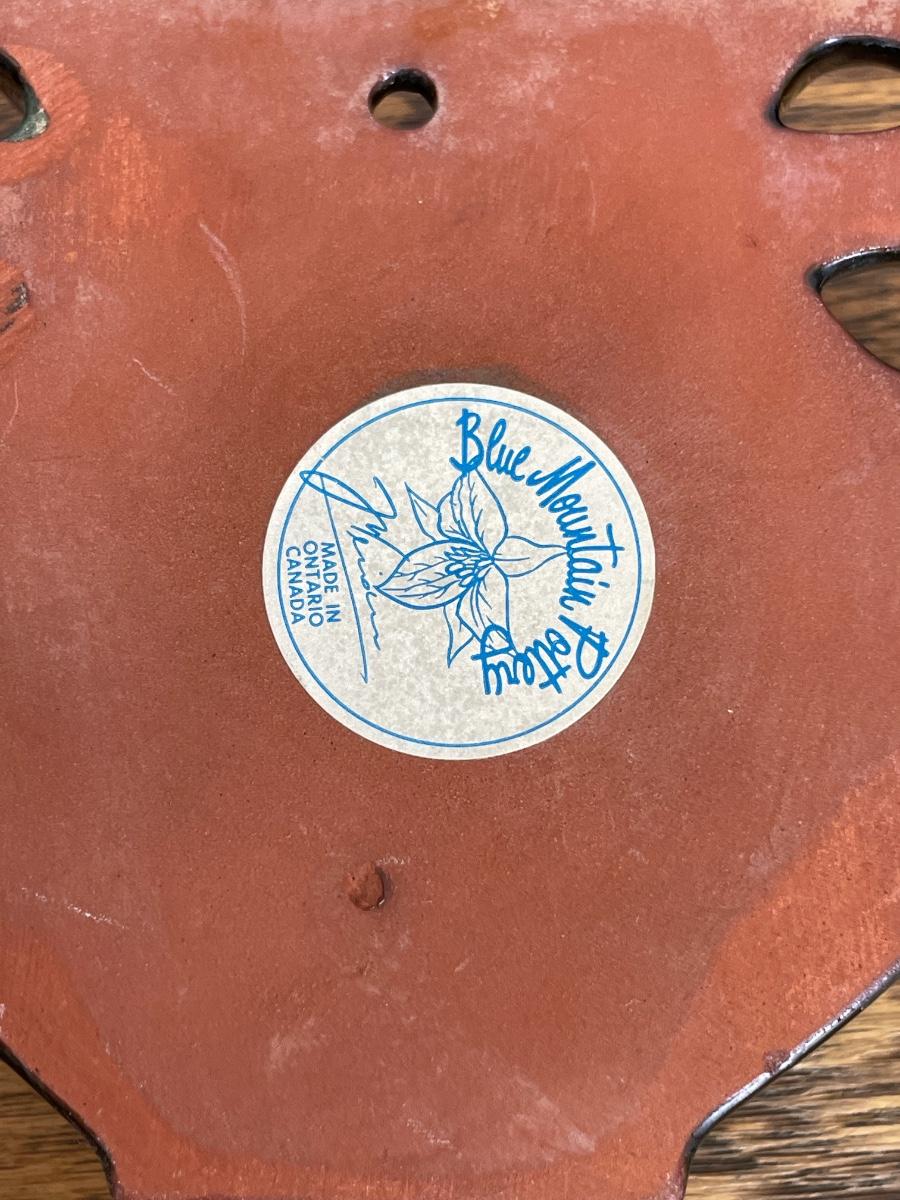 Blue Mountain Pottery
MADE IN
ONTARIO
CANADA